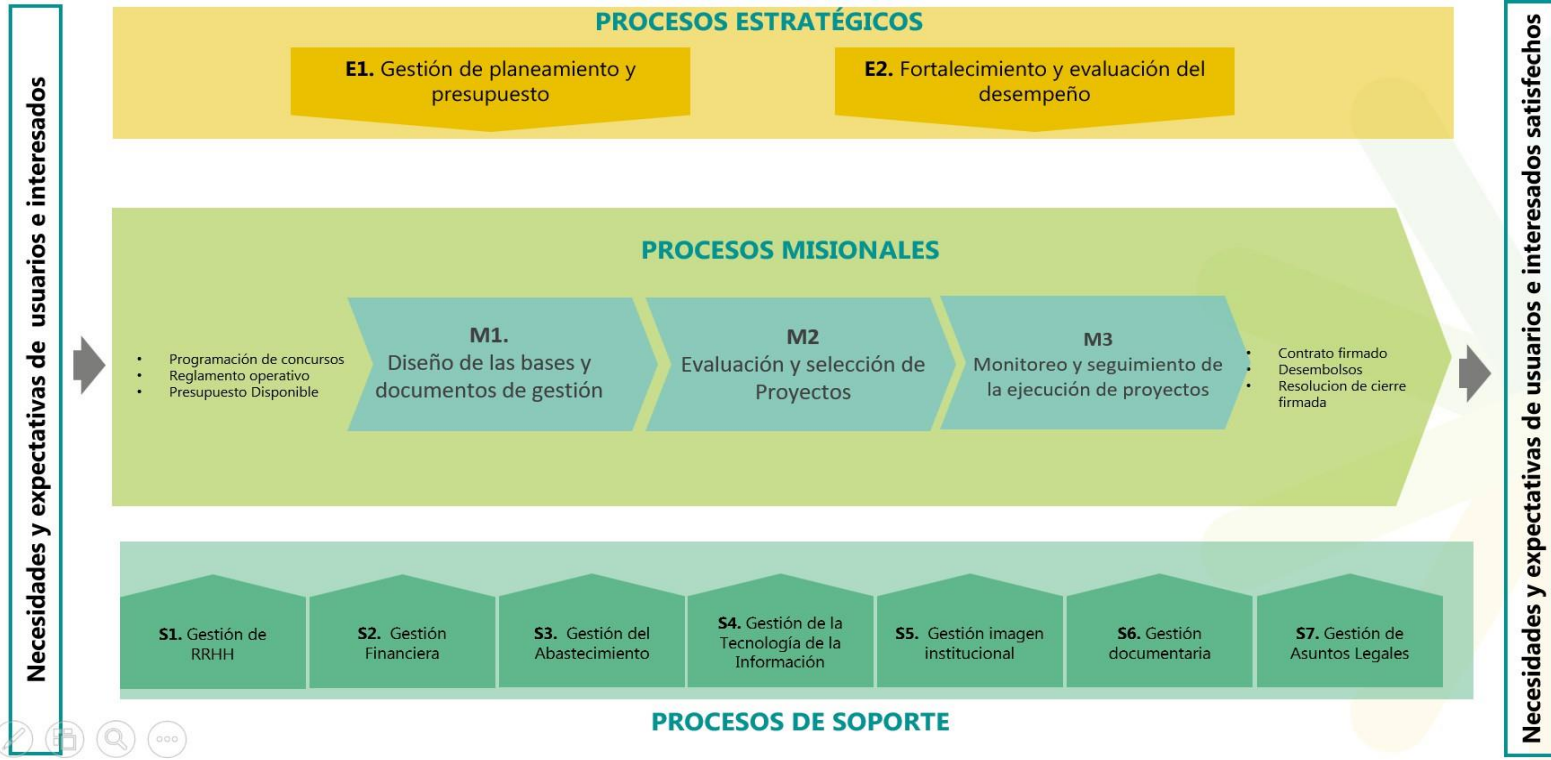 Necesidades y expectativas de usuarios e interesados
PROCESOS ESTRATÉGICOS
E1. Gestión de planeamiento y
presupuesto
E2. Fortalecimiento y evaluación del
desempeño
PROCESOS MISIONALES
• Programación de concursos
• Reglamento operativo
• Presupuesto Disponible
M1.
Diseño de las bases y
documentos de gestión
M2
Evaluación y selección de
Proyectos
M3
Monitoreo y seguimiento de
la ejecución de proyectos
• Contrato firmado
• Desembolsos
• Resolucion de cierre
firmada
S1. Gestión de
RRHH
S2. Gestión
Financiera
S3. Gestión del
Abastecimiento
S4. Gestión de la
Tecnología de la
Información
S5. Gestión imagen
institucional
S6. Gestión
documentaria
S7. Gestión de
Asuntos Legales
PROCESOS DE SOPORTE
Necesidades y expectativas de usuarios e interesados satisfechos